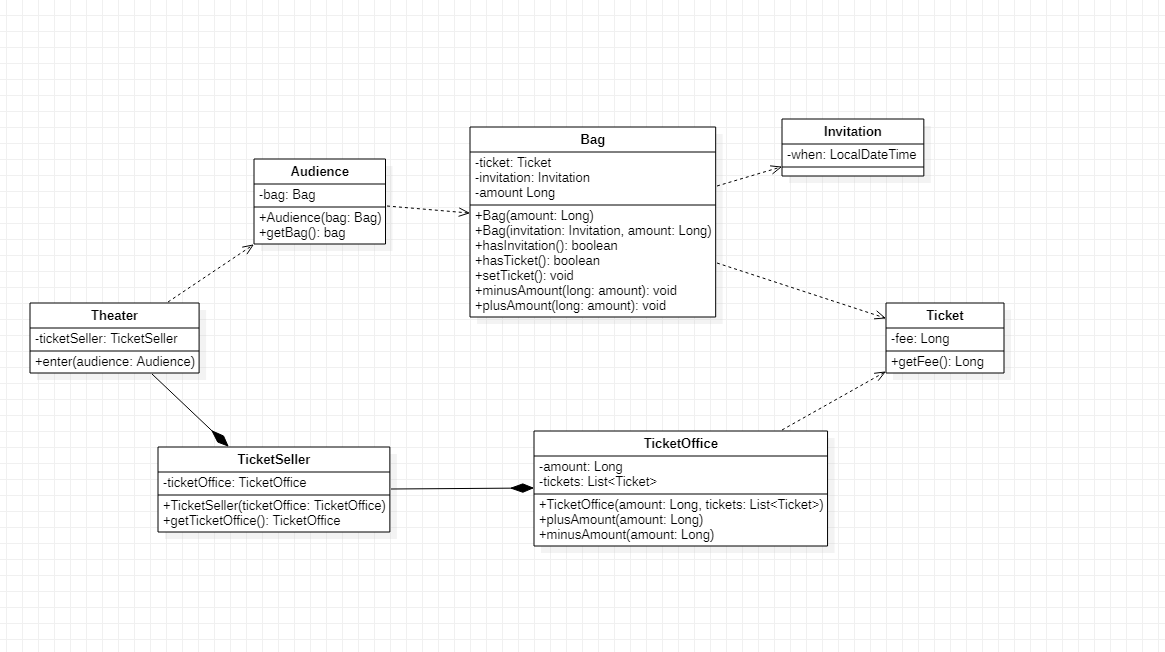 Invitation
-when: LocalDateTime
Bag
-ticket: Ticket
-invitation: Invitation
-amount Long
+Bag(amount: Long)
+Bag(invitation: Invitation, amount: Long)
+hasInvitation(): boolean
+hasTicket(): boolean
+setTicket(): void
+minusAmount(long: amount): void
+plusAmount(long: amount): void
Audience
-bag: Bag
+Audience(bag: Bag)
+getBag(): bag
Theater
-ticketSeller: TicketSeller
+enter(audience: Audience)
Ticket
-fee: Long
+getFee(): Long
TicketSeller
-ticketOffice: TicketOffice
+TicketSeller(ticketOffice: TicketOffice)
+getTicketOffice(): TicketOffice
TicketOffice
-amount: Long
-tickets: List<Ticket>
+TicketOffice(amount: Long, tickets: List<Ticket>)
+plusAmount(amount: Long)
+minusAmount(amount: Long)